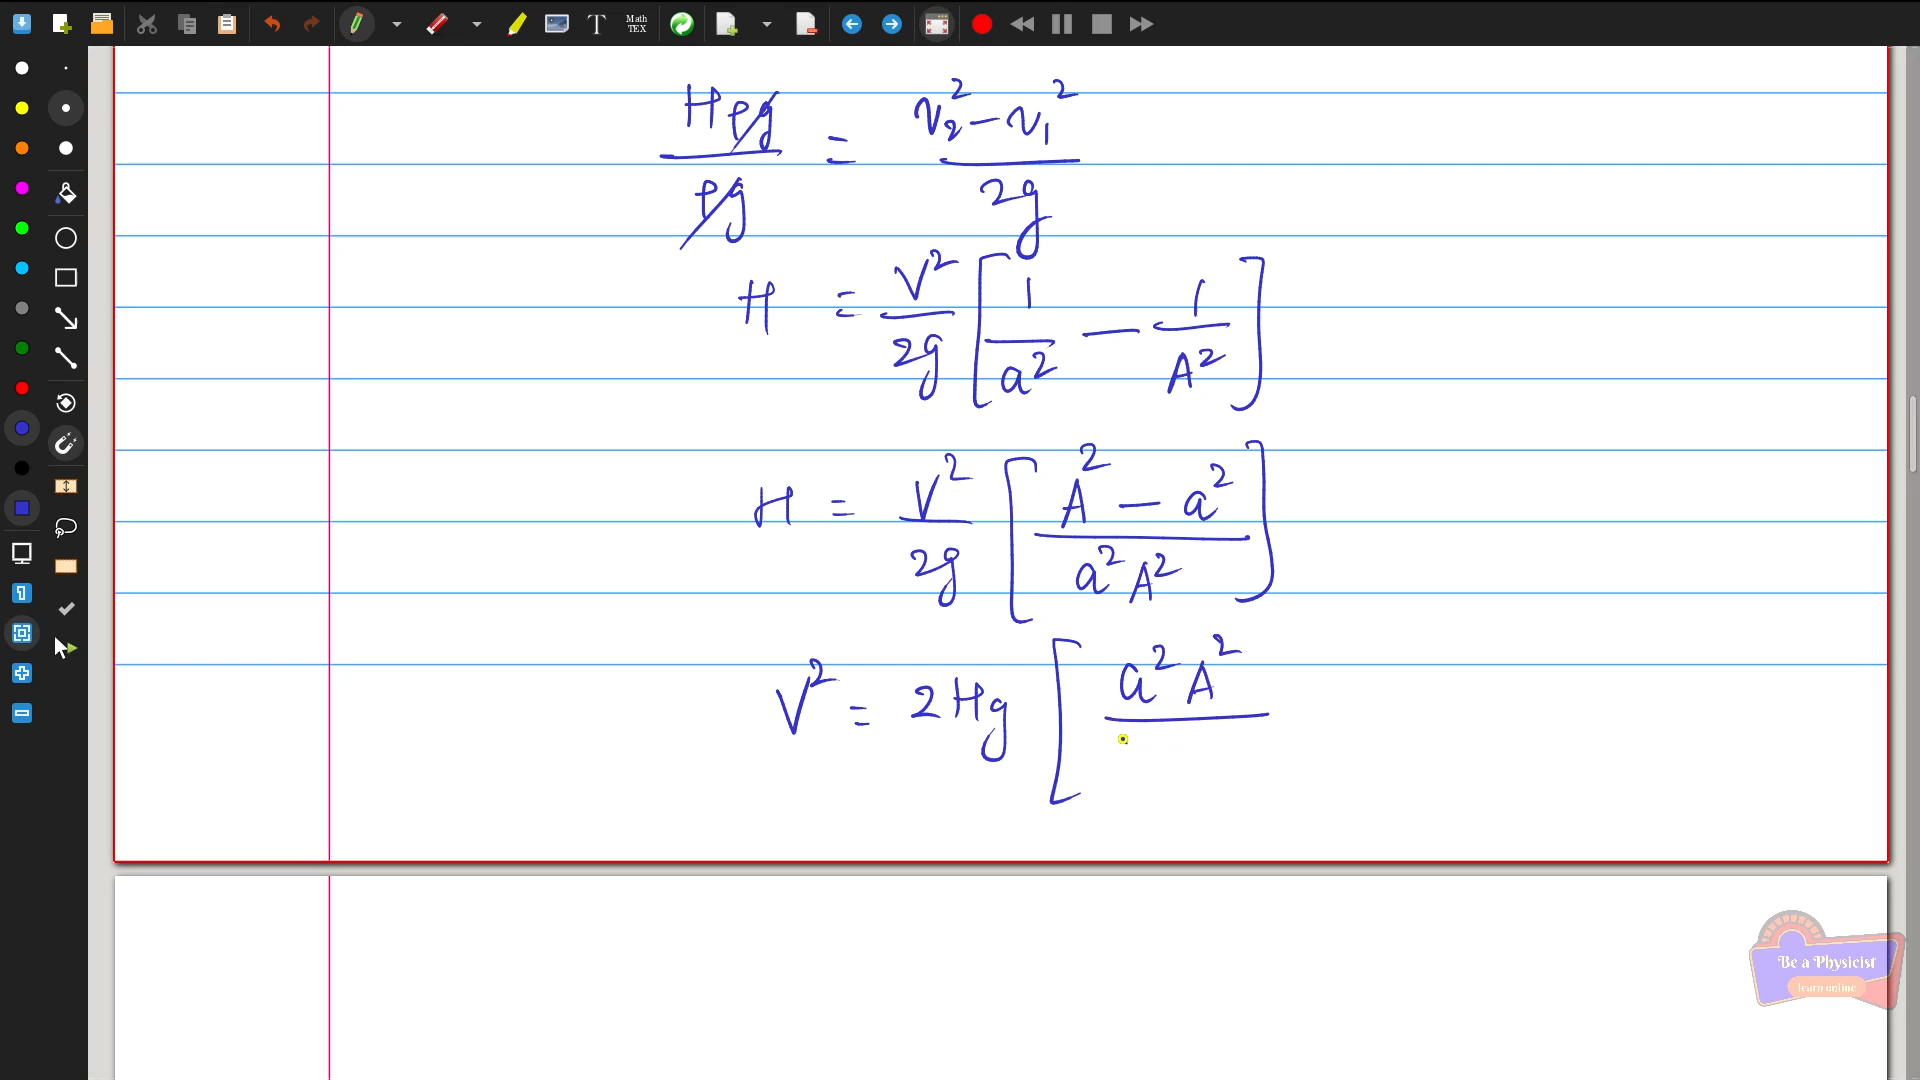 Math
TEX
T
Hρg/ρg = v₂² - v₁²/2g
H = V²/2g [1/a² - 1/A²]
H = V²/2g [A² - a²/a²A²]
V² = 2Hg [a²A²
Be a Physicist
learn online